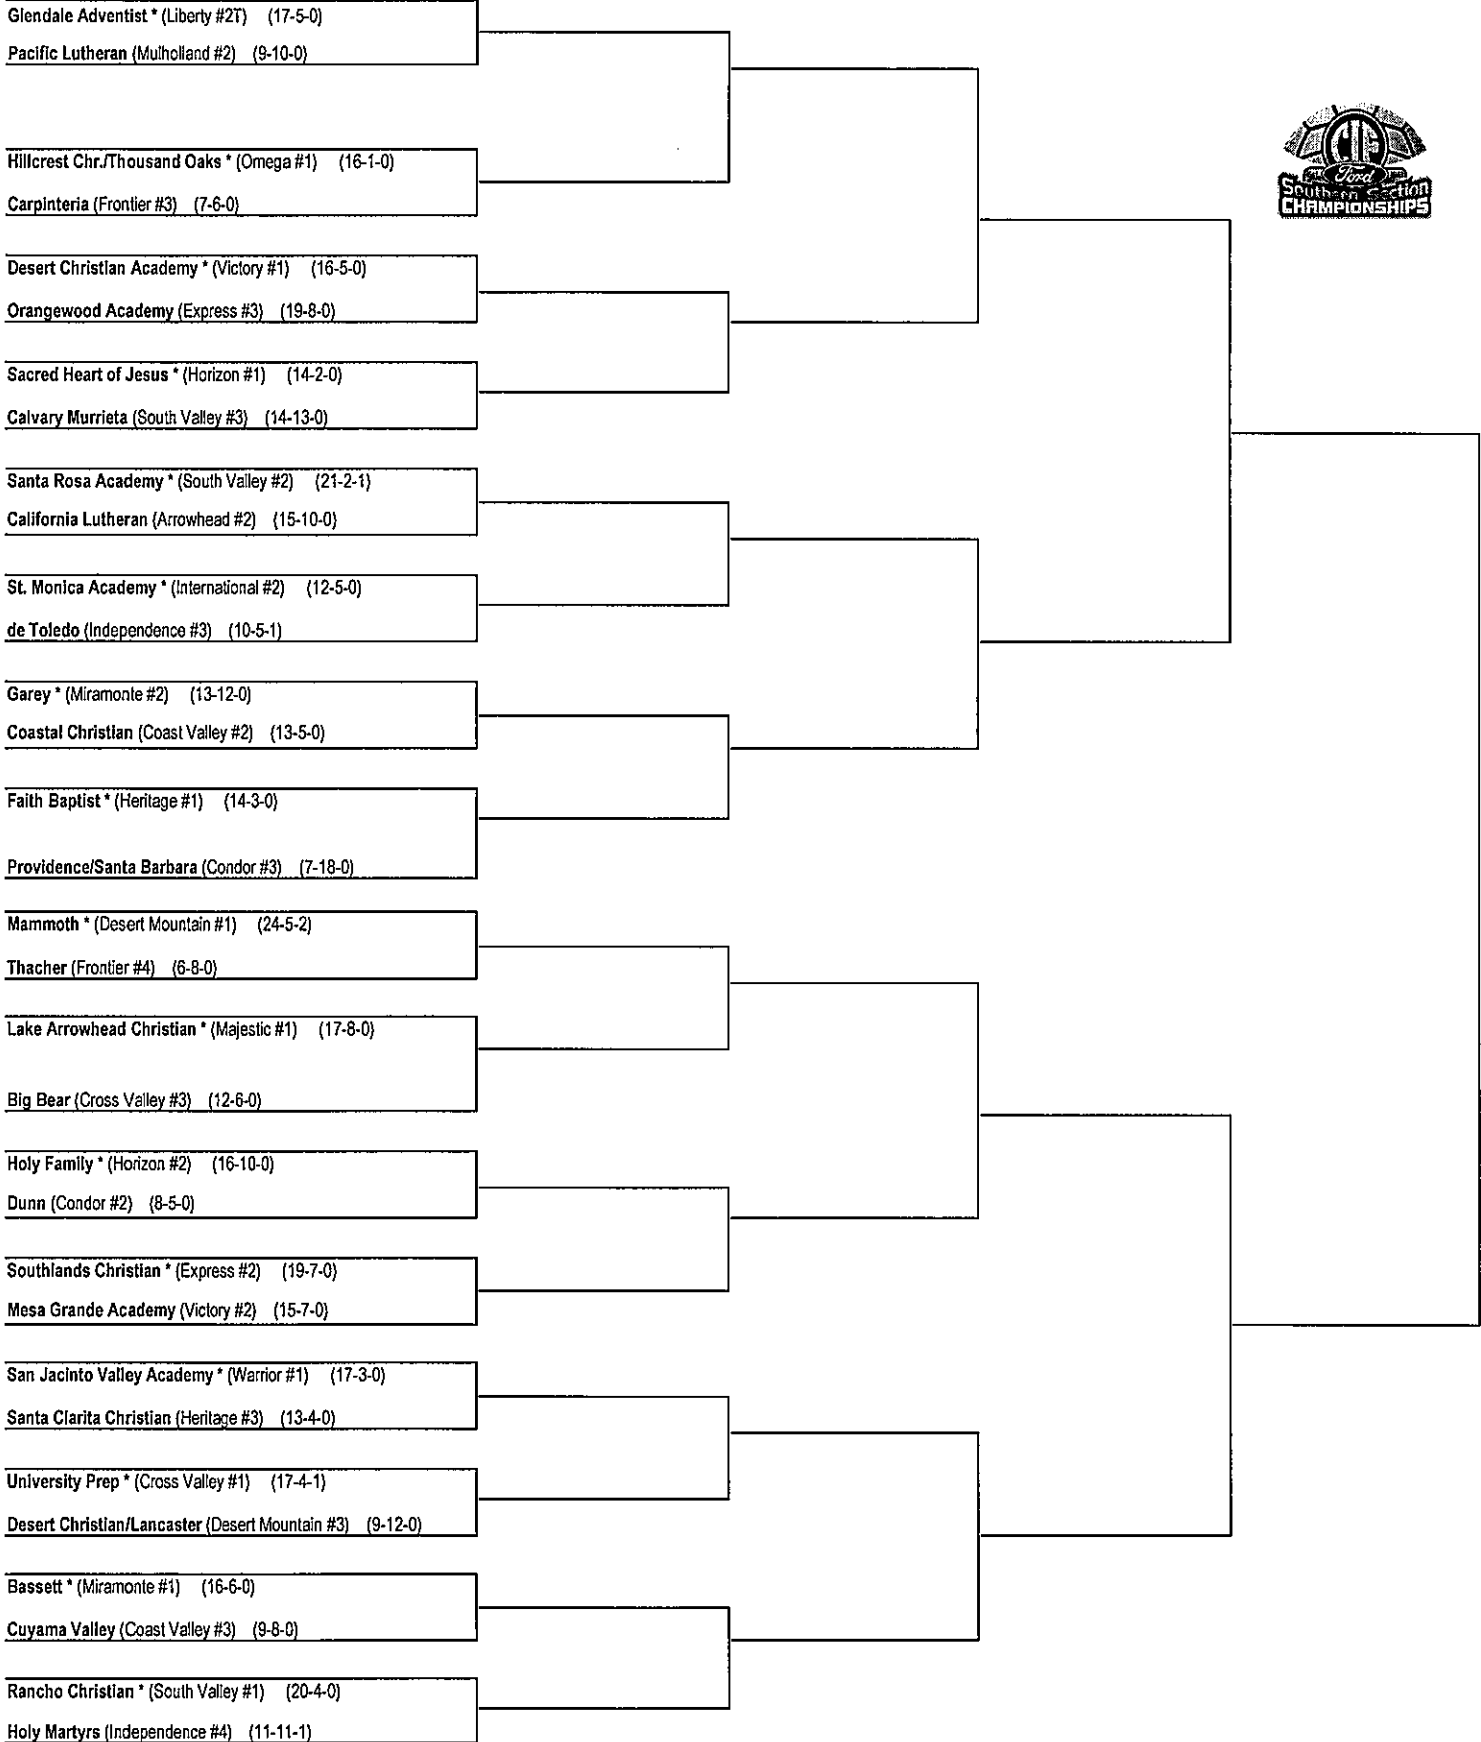 Glendale Adventist * (Liberty #2T) (17-5-0)
Pacific Lutheran (Mulholland #2) (9-10-0)
Hillcrest Chr./Thousand Oaks * (Omega #1) (16-1-0)
Carpinteria (Frontier #3) (7-6-0)
CIF
Ford
Southern Section
CHAMPIONSHIPS
Desert Christian Academy * (Victory #1) (16-5-0)
Orangewood Academy (Express #3) (19-8-0)
Sacred Heart of Jesus * (Horizon #1) (14-2-0)
Calvary Murrieta (South Valley #3) (14-13-0)
Santa Rosa Academy * (South Valley #2) (21-2-1)
California Lutheran (Arrowhead #2) (15-10-0)
St. Monica Academy * (International #2) (12-5-0)
de Toledo (Independence #3) (10-5-1)
Garey * (Miramonte #2) (13-12-0)
Coastal Christian (Coast Valley #2) (13-5-0)
Faith Baptist * (Heritage #1) (14-3-0)
Providence/Santa Barbara (Condor #3) (7-18-0)
Mammoth * (Desert Mountain #1) (24-5-2)
Thacher (Frontier #4) (6-8-0)
Lake Arrowhead Christian * (Majestic #1) (17-8-0)
Big Bear (Cross Valley #3) (12-6-0)
Holy Family * (Horizon #2) (16-10-0)
Dunn (Condor #2) (8-5-0)
Southlands Christian * (Express #2) (19-7-0)
Mesa Grande Academy (Victory #2) (15-7-0)
San Jacinto Valley Academy * (Warrior #1) (17-3-0)
Santa Clarita Christian (Heritage #3) (13-4-0)
University Prep * (Cross Valley #1) (17-4-1)
Desert Christian/Lancaster (Desert Mountain #3) (9-12-0)
Bassett * (Miramonte #1) (16-6-0)
Cuyama Valley (Coast Valley #3) (9-8-0)
Rancho Christian * (South Valley #1) (20-4-0)
Holy Martyrs (Independence #4) (11-11-1)